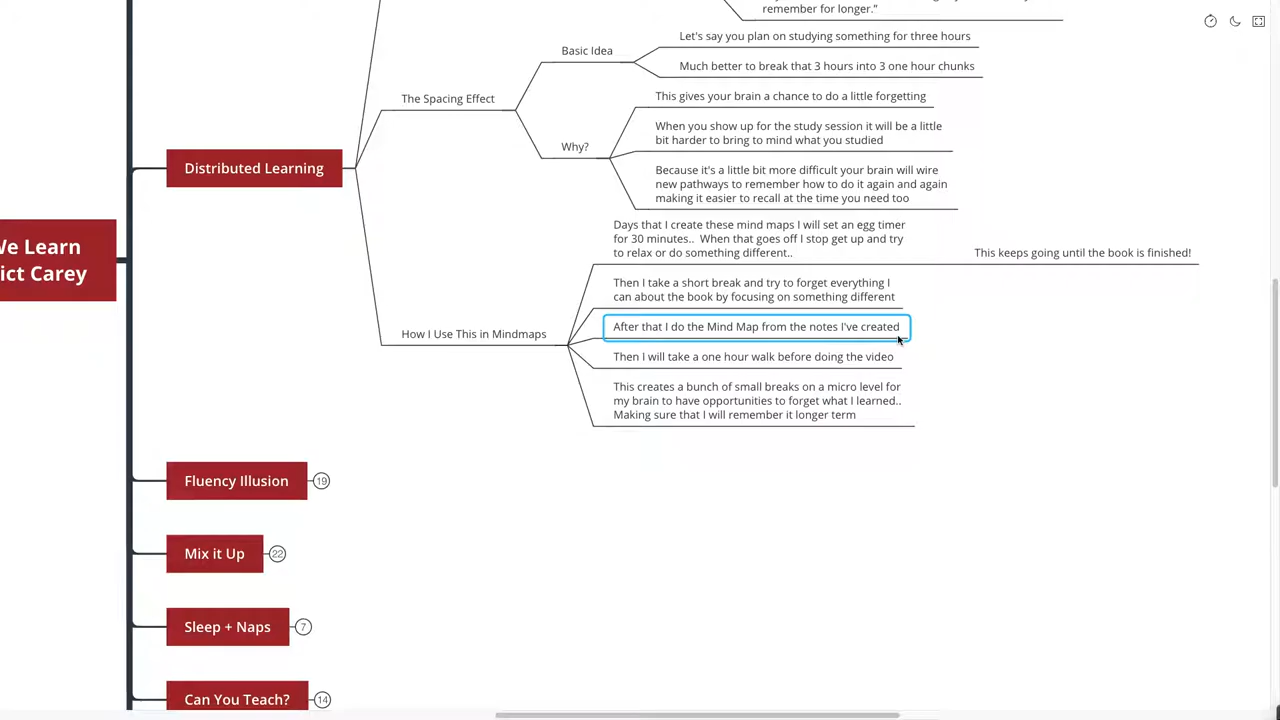 remember for longer."
Let's say you plan on studying something for three hours
Basic Idea
Much better to break that 3 hours into 3 one hour chunks
The Spacing Effect
This gives your brain a chance to do a little forgetting
When you show up for the study session it will be a little
bit harder to bring to mind what you studied
Why?
Because it's a little bit more difficult your brain will wire
new pathways to remember how to do it again and again
making it easier to recall at the time you need too
Distributed Learning
We Learn
ict Carey
Days that I create these mind maps I will set an egg timer
for 30 minutes.. When that goes off I stop get up and try
to relax or do something different..
This keeps going until the book is finished!
Then I take a short break and try to forget everything I
can about the book by focusing on something different
How I Use This in Mindmaps
After that I do the Mind Map from the notes I've created
Then I will take a one hour walk before doing the video
This creates a bunch of small breaks on a micro level for
my brain to have opportunities to forget what I learned..
Making sure that I will remember it longer term
Fluency Illusion
19
Mix it Up
22
Sleep + Naps
7
Can You Teach?
14